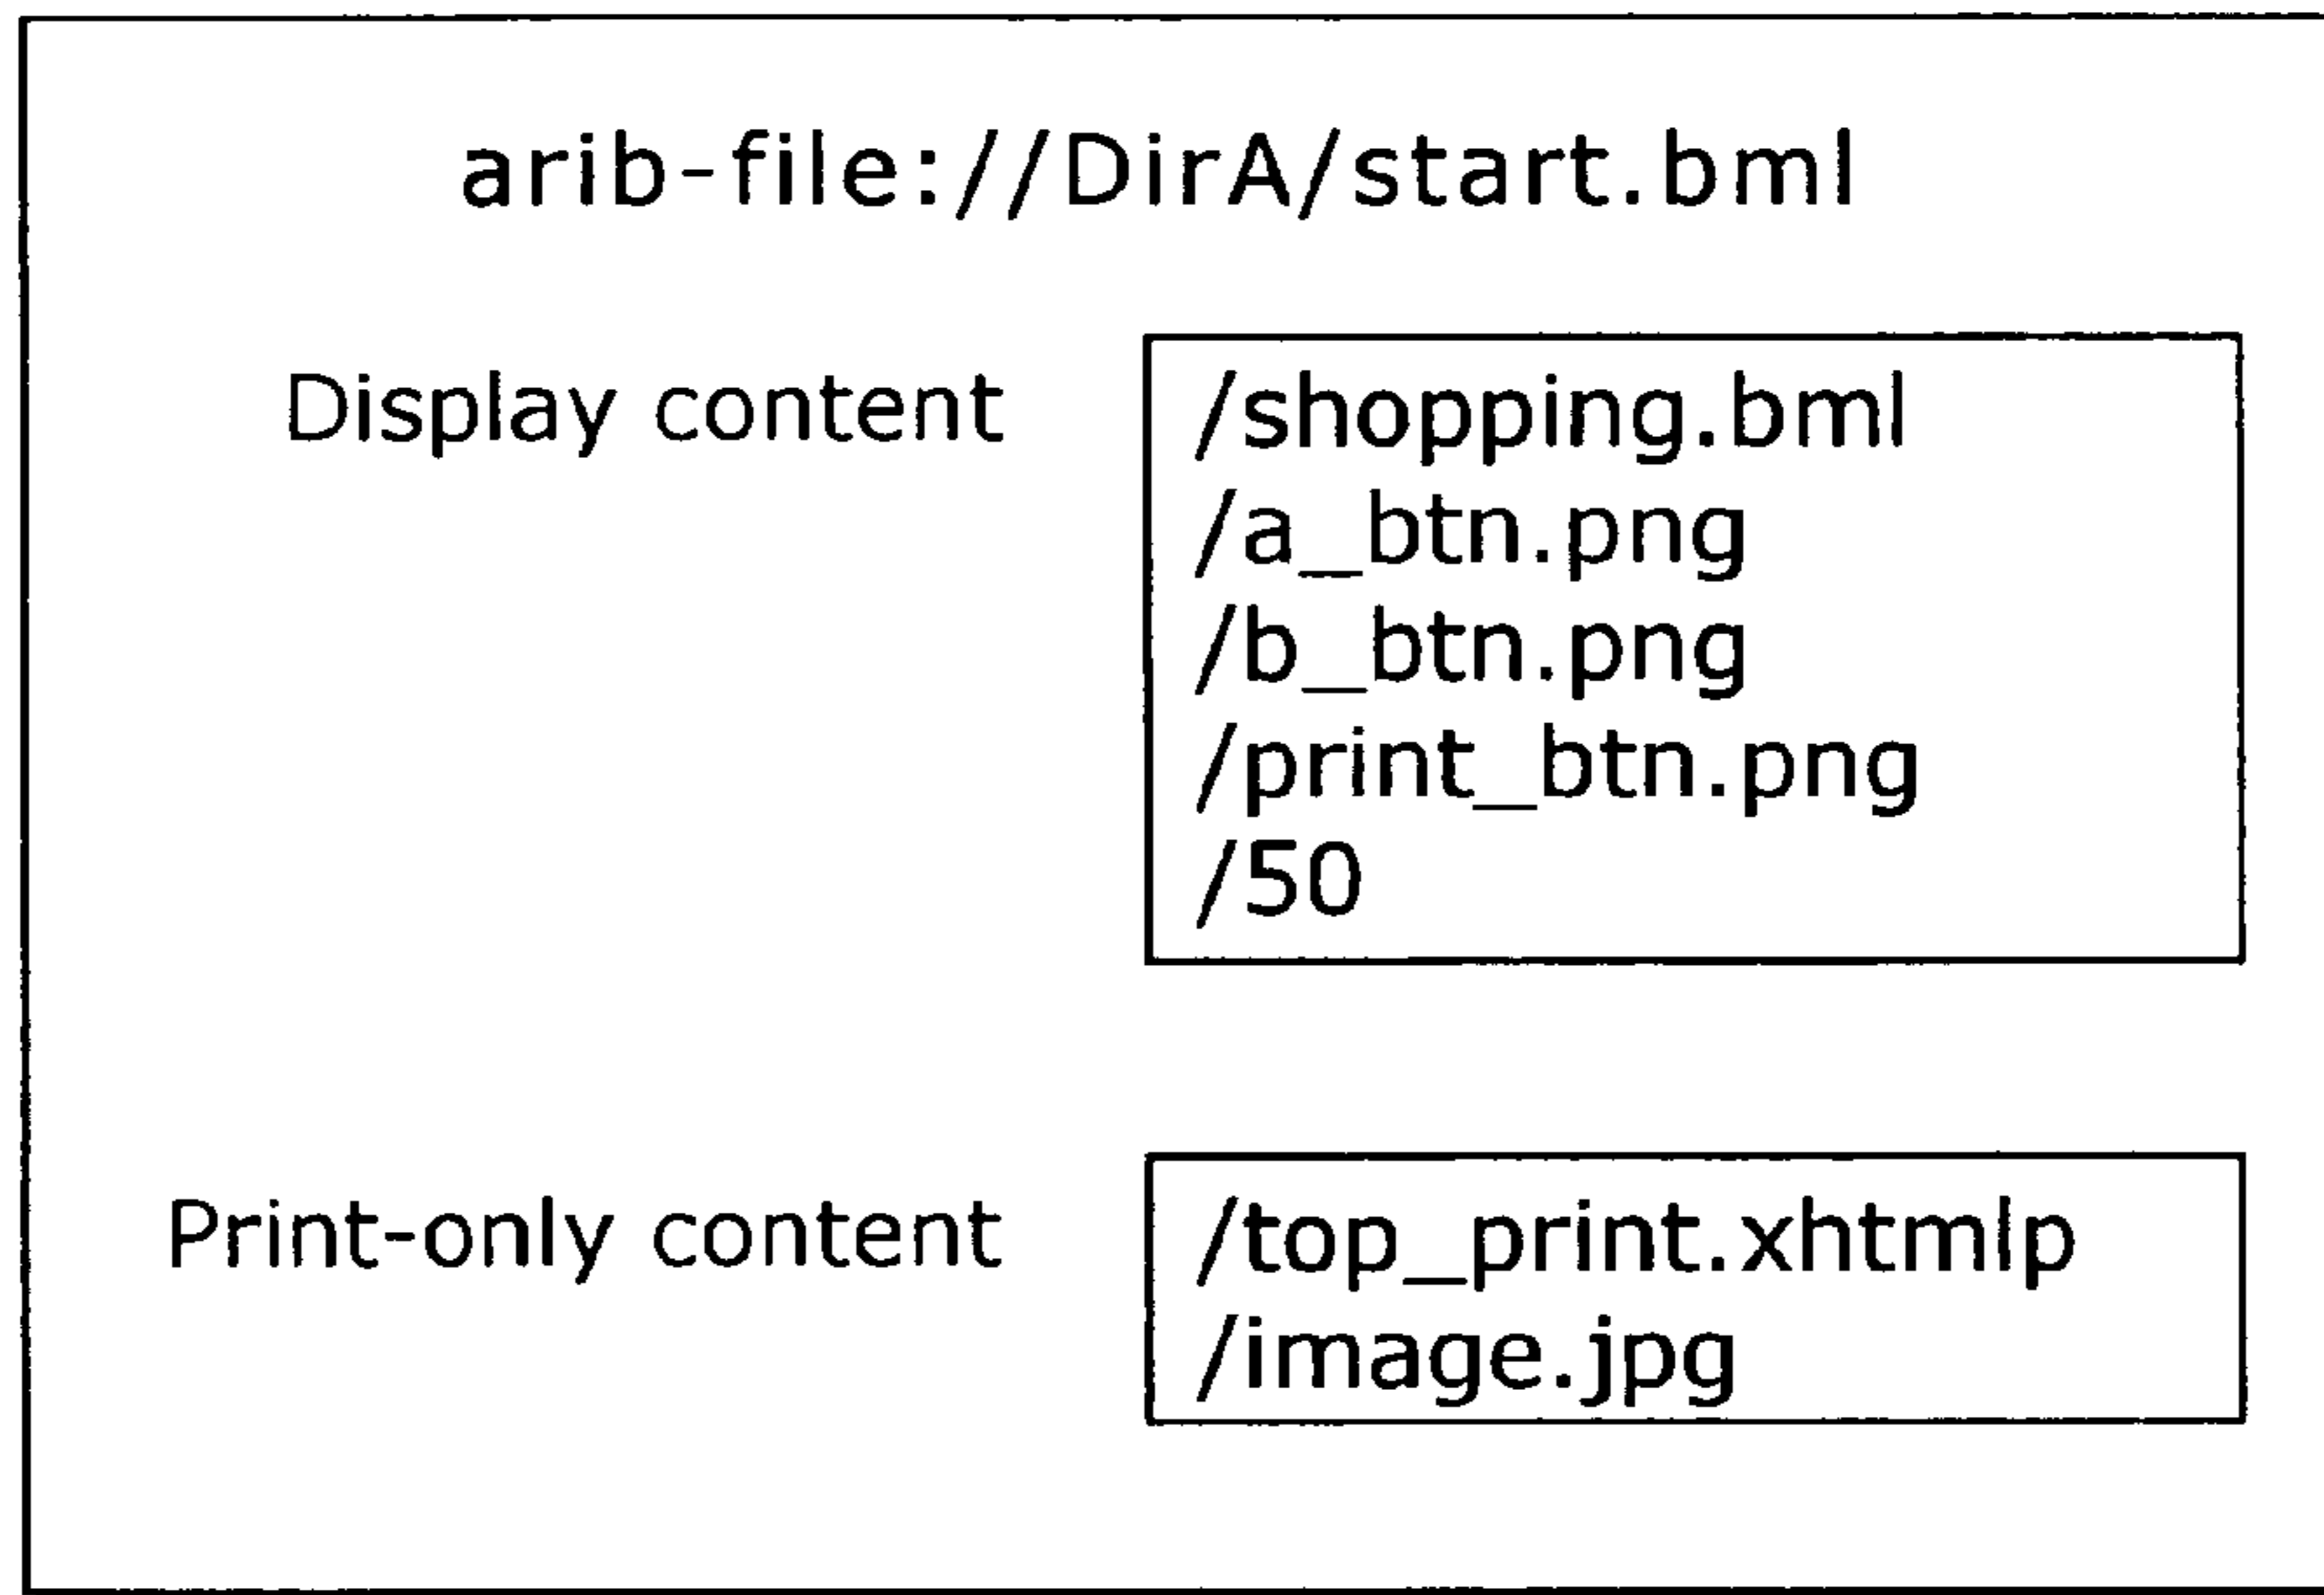 arib-file://DirA/start.bml
Display content
/shopping.bml
/a_btn.png
/b_btn.png
/print_btn.png
/50
Print-only content
/top_print.xhtmlp
/image.jpg